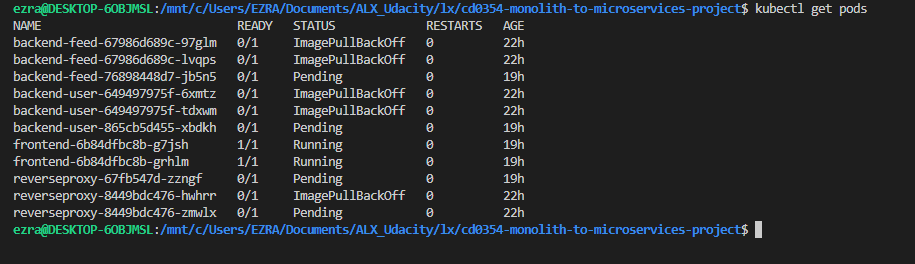 ezra@DESKTOP-6OBJMSL:/mnt/c/Users/EZRA/Documents/ALX_Udacity/lx/cd0354-monolith-to-microservices-project$ kubectl get pods
NAME READY STATUS RESTARTS AGE
backend-feed-67986d689c-97glm 0/1 ImagePullBackOff 0 22h
backend-feed-67986d689c-lvqps 0/1 ImagePullBackOff 0 22h
backend-feed-76898448d7-jb5n5 0/1 Pending 0 19h
backend-user-649497975f-6xmtz 0/1 ImagePullBackOff 0 22h
backend-user-649497975f-tdxwm 0/1 ImagePullBackOff 0 22h
backend-user-865cb5d455-xbdkh 0/1 Pending 0 19h
frontend-6b84dfbc8b-g7jsh 1/1 Running 0 19h
frontend-6b84dfbc8b-grhlm 1/1 Running 0 19h
reverseproxy-67fb547d-zzngf 0/1 Pending 0 19h
reverseproxy-8449bdc476-hwhrr 0/1 ImagePullBackOff 0 22h
reverseproxy-8449bdc476-zmwlx 0/1 Pending 0 22h
ezra@DESKTOP-6OBJMSL:/mnt/c/Users/EZRA/Documents/ALX_Udacity/lx/cd0354-monolith-to-microservices-project$